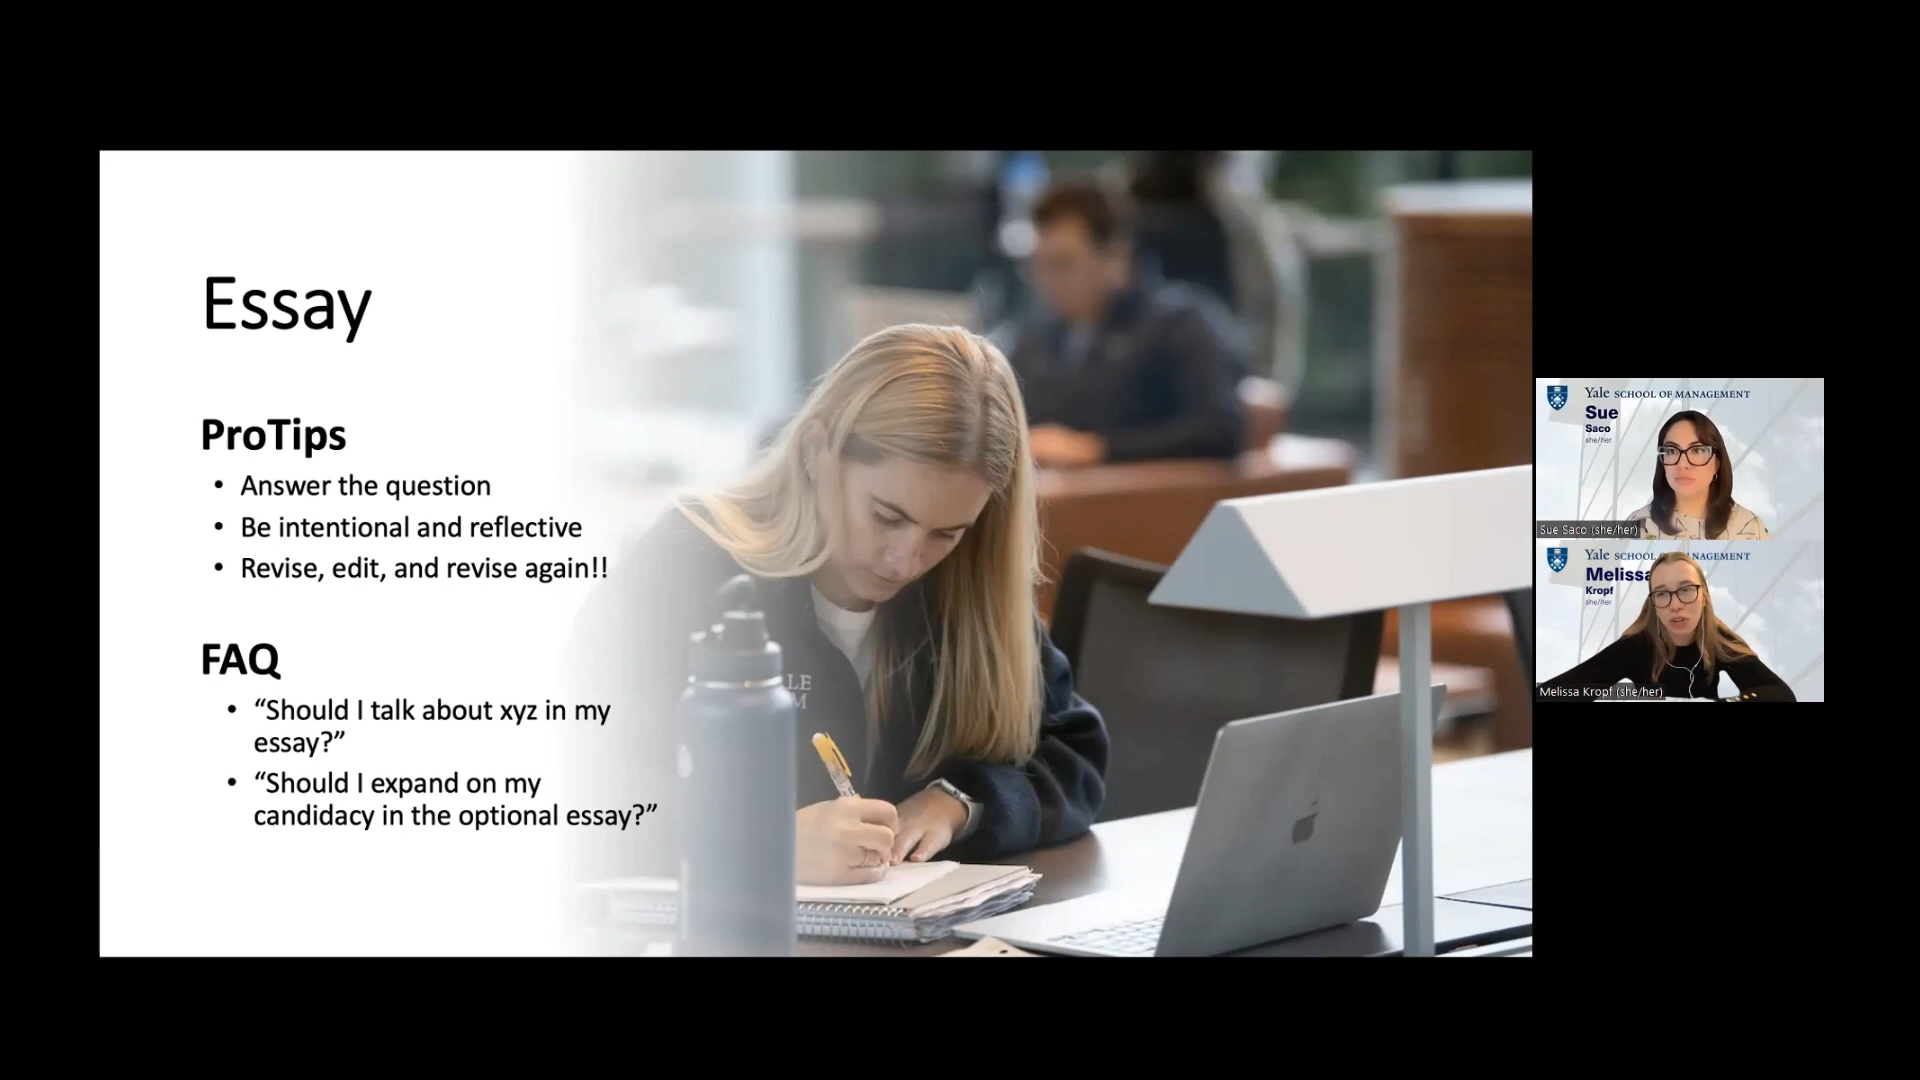 Essay
ProTips
• Answer the question
• Be intentional and reflective
• Revise, edit, and revise again!!
FAQ
• “Should I talk about xyz in my
essay?”
• “Should I expand on my
candidacy in the optional essay?”
LE
M
Yale SCHOOL OF MANAGEMENT
Sue
Saco
she/her
Sue Saco (she/her)
Yale SCHOOL NAGEMENT
Melissa
Kropf
she/her
Melissa Kropf (she/her)